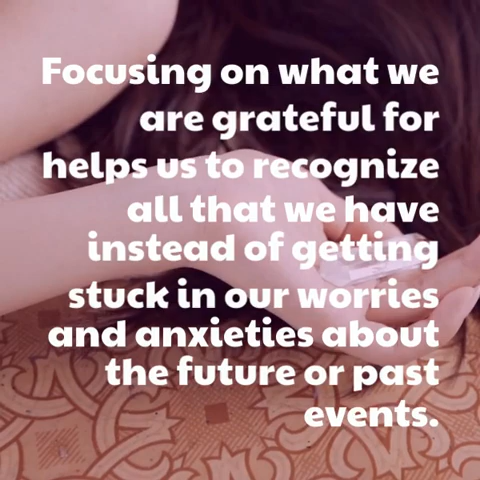 Focusing on what we
are grateful for
helps us to recognize
all that we have
instead of getting
stuck in our worries
and anxieties about
the future or past
events.